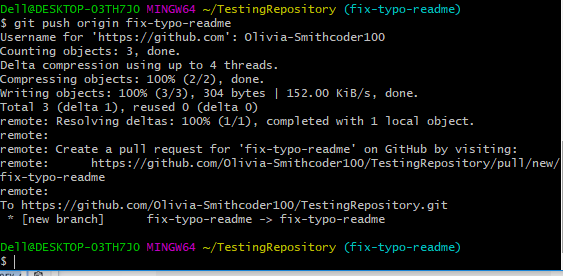 Dell@DESKTOP-O3TH7JO MINGW64 ~/TestingRepository (fix-typo-readme)
$ git push origin fix-typo-readme
Username for 'https://github.com': Olivia-Smithcoder100
Counting objects: 3, done.
Delta compression using up to 4 threads.
Compressing objects: 100% (2/2), done.
Writing objects: 100% (3/3), 304 bytes | 152.00 KiB/s, done.
Total 3 (delta 1), reused 0 (delta 0)
remote: Resolving deltas: 100% (1/1), completed with 1 local object.
remote:
remote: Create a pull request for 'fix-typo-readme' on GitHub by visiting:
remote:      https://github.com/Olivia-Smithcoder100/TestingRepository/pull/new/
fix-typo-readme
remote:
To https://github.com/Olivia-Smithcoder100/TestingRepository.git
 * [new branch]      fix-typo-readme -> fix-typo-readme
Dell@DESKTOP-O3TH7JO MINGW64 ~/TestingRepository (fix-typo-readme)
$